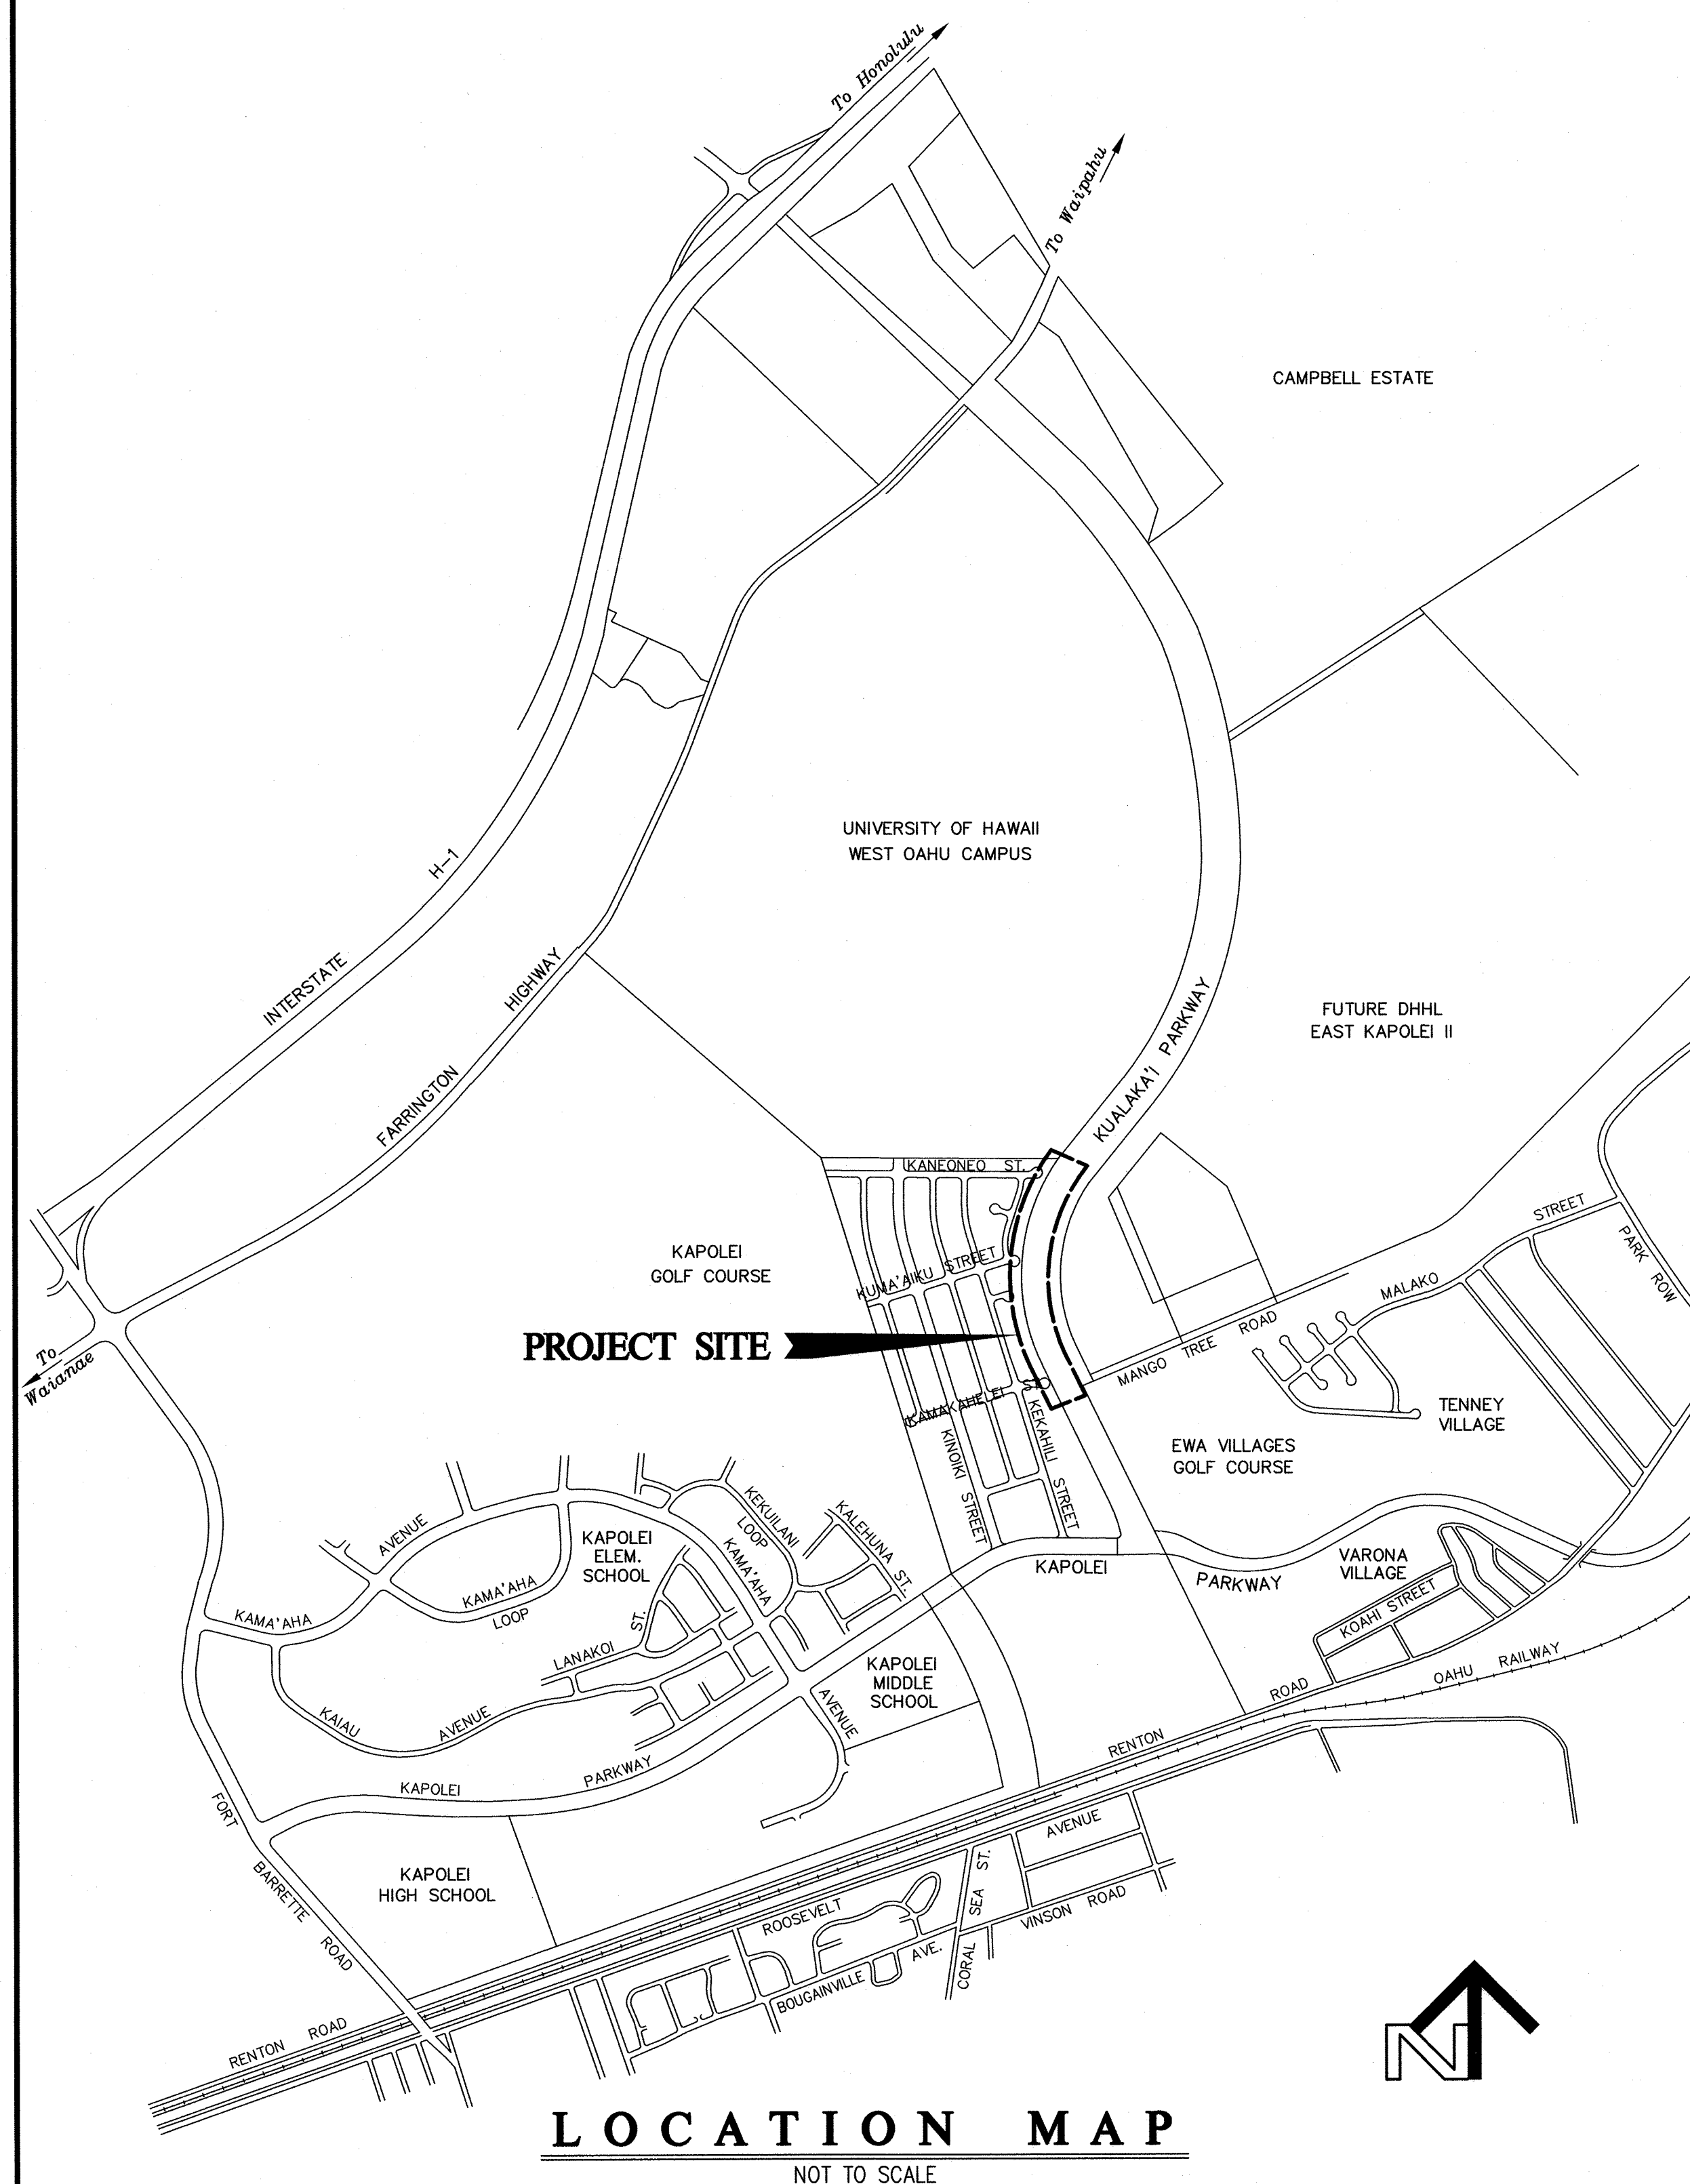 To Honolulu
To Waipahu
CAMPBELL ESTATE
UNIVERSITY OF HAWAII
WEST OAHU CAMPUS
INTERSTATE H-1
FARRINGTON HIGHWAY
KUALAKA'I PARKWAY
FUTURE DHHL
EAST KAPOLEI II
KANEONEO ST.
KUMA'AIKU STREET
KAPOLEI
GOLF COURSE
PROJECT SITE
To
Waianae
MANGO TREE ROAD
MALAKO STREET
PARK ROW
TENNEY
VILLAGE
KAMAKAHELEI ST.
KINOIKI STREET
KEKAHILI STREET
EWA VILLAGES
GOLF COURSE
KAMA'AHA AVENUE
KAPOLEI
ELEM.
SCHOOL
KAMA'AHA
LOOP
KEKUILANI
LOOP
KAMA'AHA AVENUE
KALEHUNA ST.
LANAKOI ST.
KAIAU AVENUE
KAPOLEI PARKWAY
VARONA
VILLAGE
KOAHI STREET
KAPOLEI
MIDDLE
SCHOOL
KAPOLEI PARKWAY
RENTON ROAD
OAHU RAILWAY
FORT BARRETTE ROAD
KAPOLEI
HIGH SCHOOL
ROOSEVELT AVENUE
BOUGAINVILLE AVE.
CORAL SEA ST.
VINSON ROAD
RENTON ROAD
N
LOCATION MAP
NOT TO SCALE